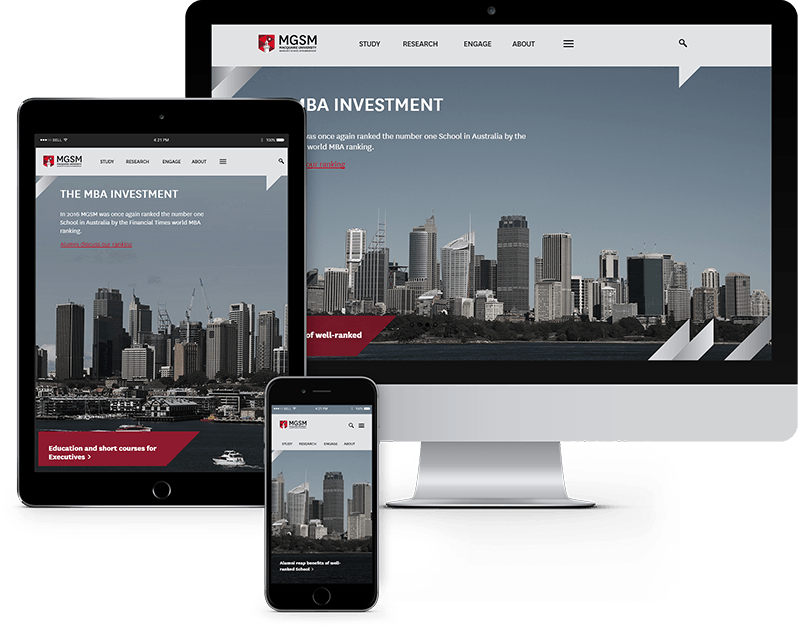 MGSM
MACQUARIE UNIVERSITY
STUDY RESEARCH ENGAGE ABOUT
MBA INVESTMENT
was once again ranked the number one School in Australia by the
world MBA ranking.
our ranking
of well-ranked
BELL 4:21 PM 100%
MGSM
STUDY RESEARCH ENGAGE ABOUT
THE MBA INVESTMENT
In 2016 MGSM was once again ranked the number one
School in Australia by the Financial Times world MBA
ranking.
Alumni discuss our ranking
Education and short courses for
Executives >
BELL 4:21 PM 100%
MGSM
STUDY RESEARCH ENGAGE ABOUT
Alumni reap benefits of well-
ranked School >